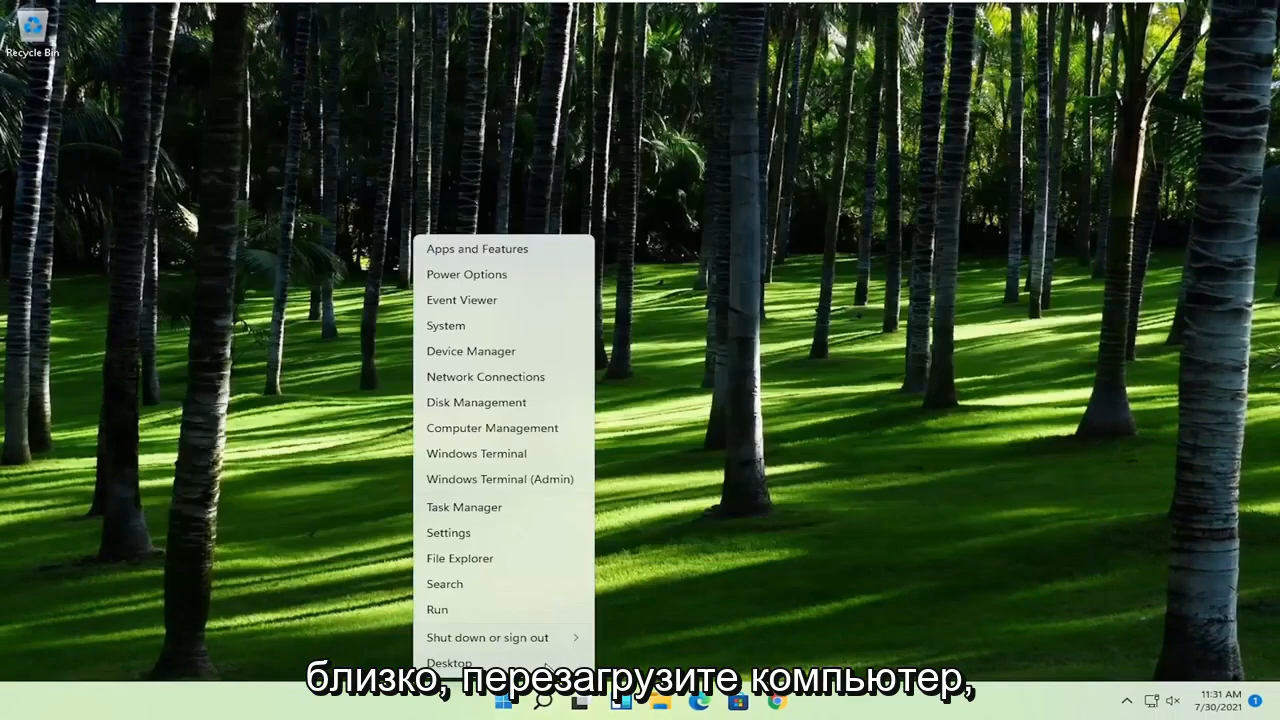 Recycle Bin
Apps and Features
Power Options
Event Viewer
System
Device Manager
Network Connections
Disk Management
Computer Management
Windows Terminal
Windows Terminal (Admin)
Task Manager
Settings
File Explorer
Search
Run
Shut down or sign out
Desktop
близко, перезагрузите компьютер,
11:31 AM
7/30/2021
1